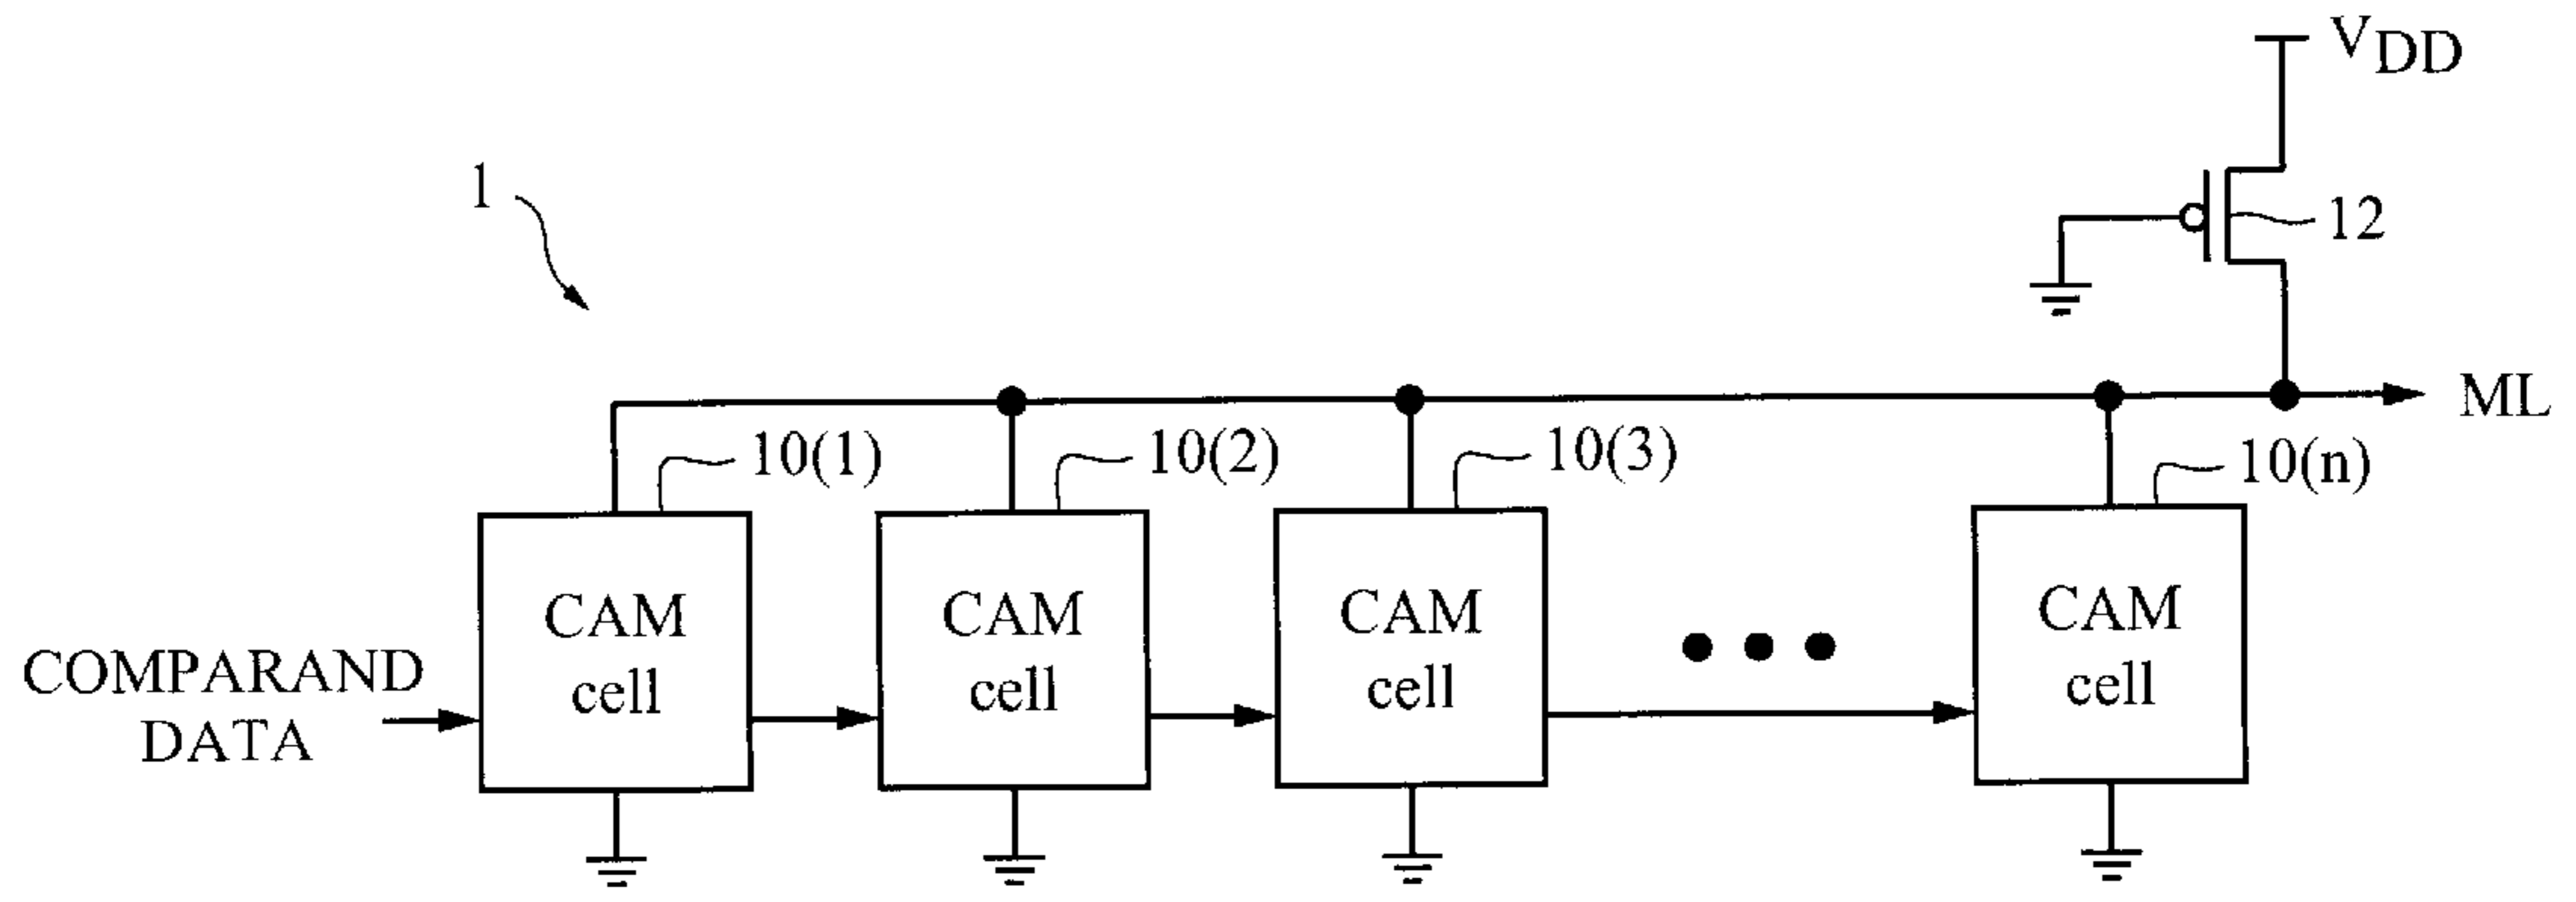 V_DD
1
12
ML
10(1)
10(2)
10(3)
10(n)
CAM
cell
CAM
cell
CAM
cell
CAM
cell
COMPARAND
DATA